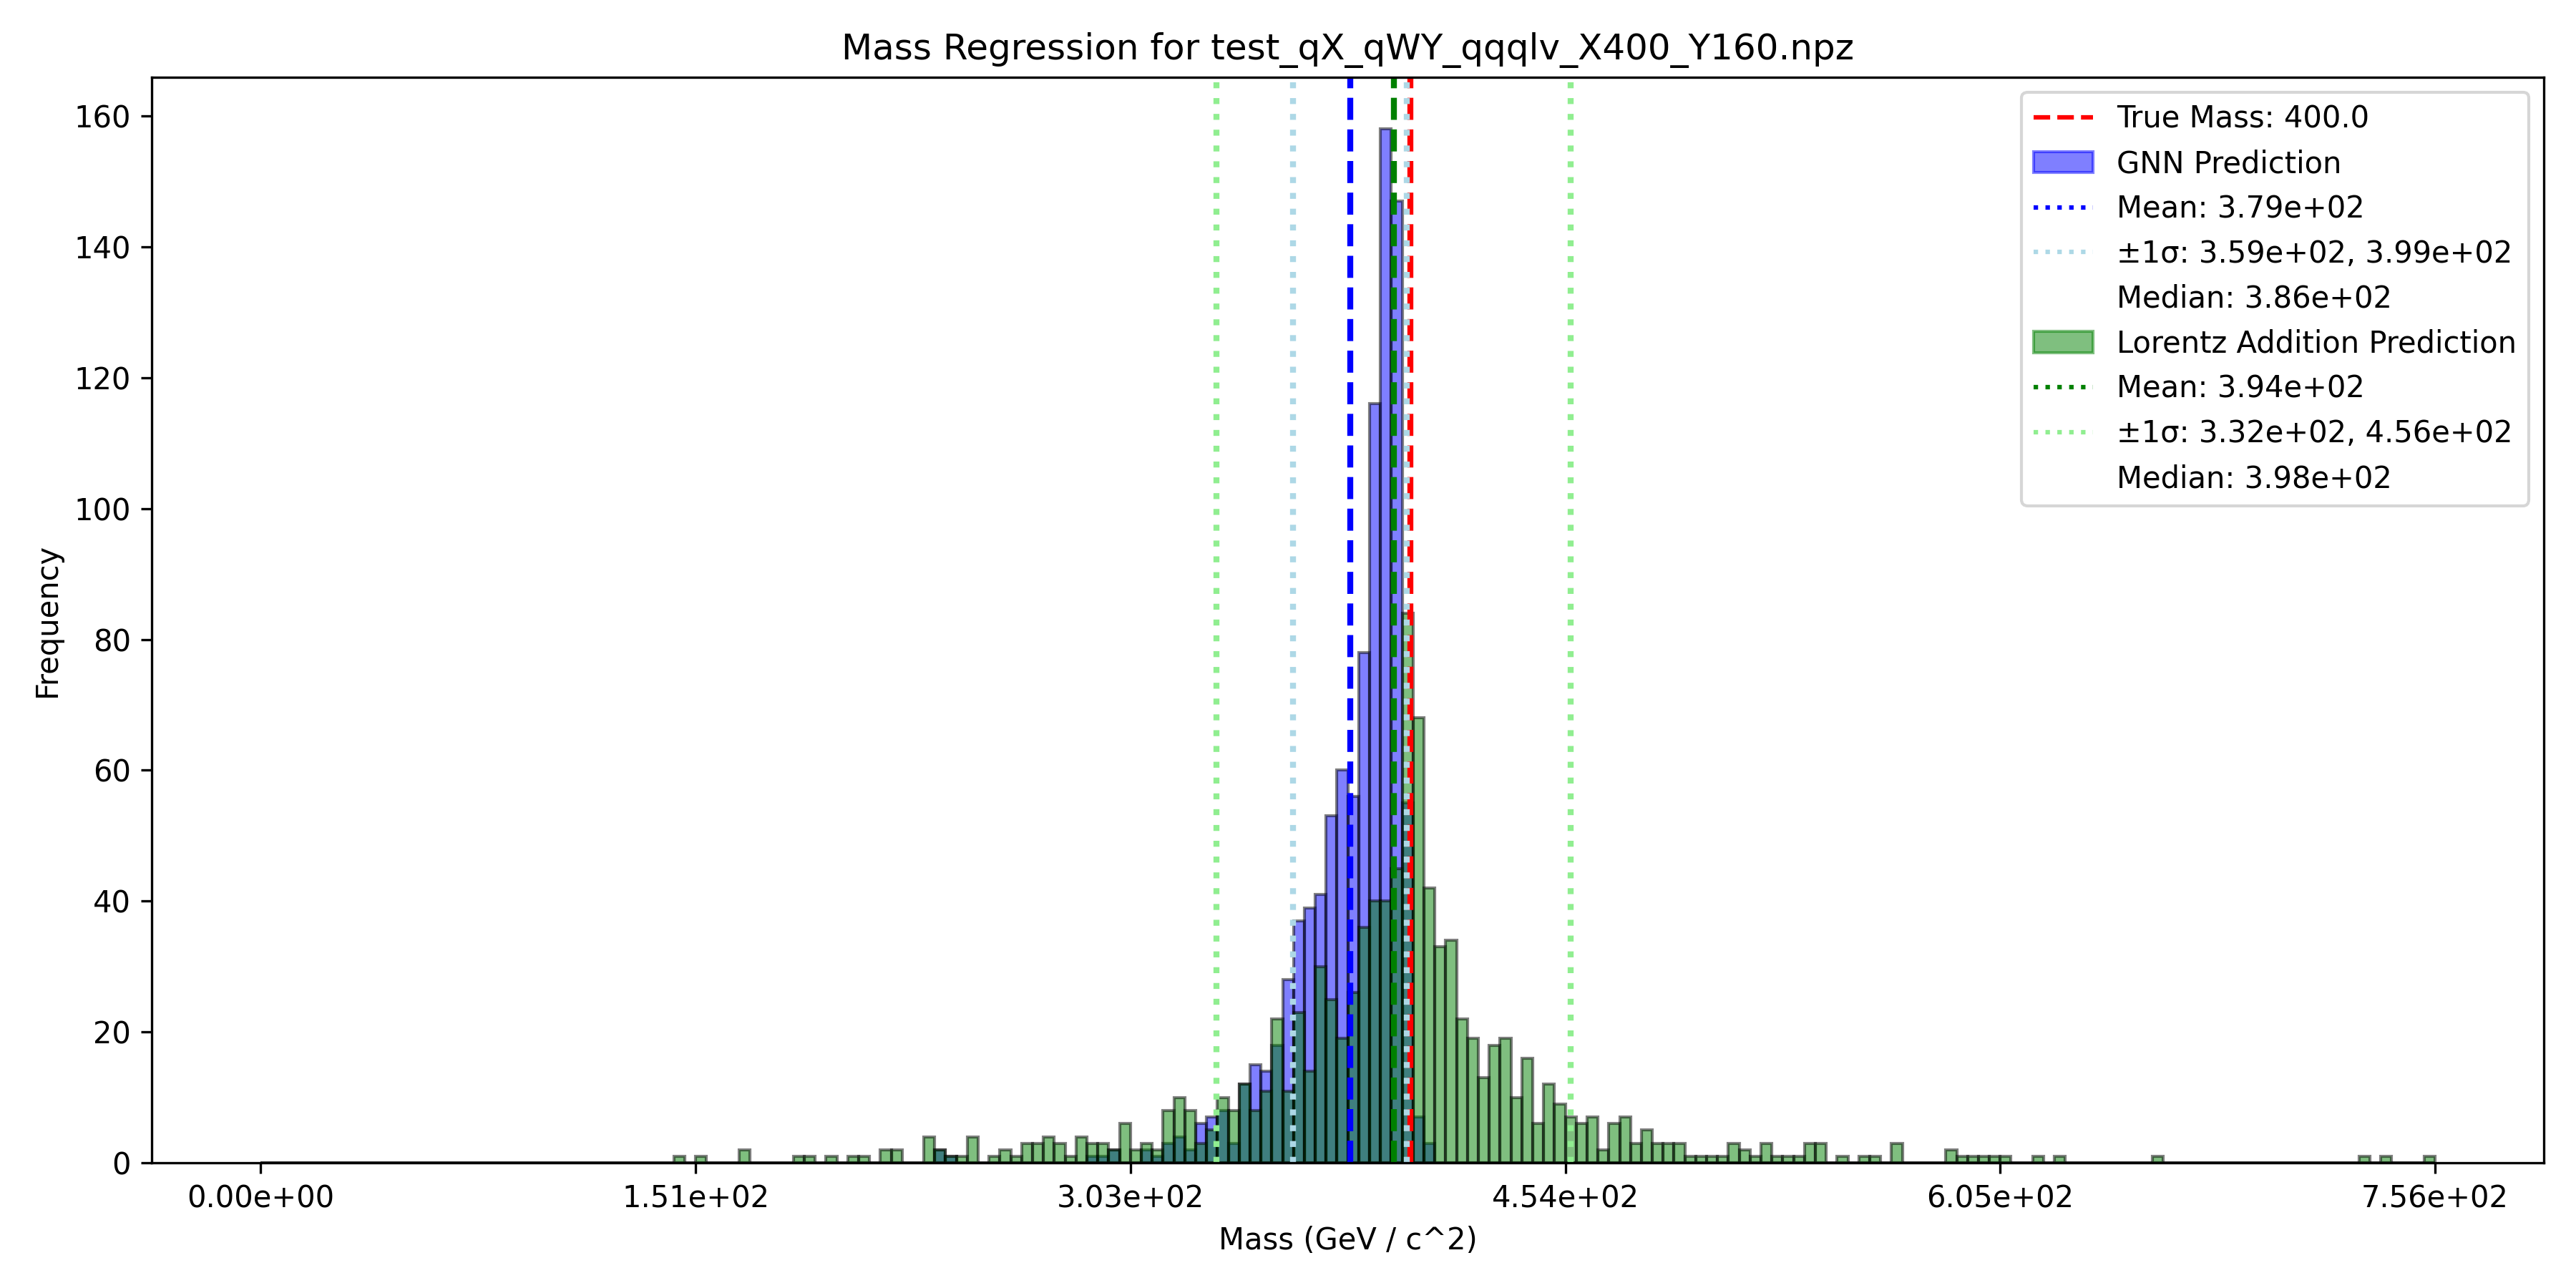 Mass Regression for test_qX_qWY_qqqlv_X400_Y160.npz
True Mass: 400.0
GNN Prediction
Mean: 3.79e+02
±1σ: 3.59e+02, 3.99e+02
Median: 3.86e+02
Lorentz Addition Prediction
Mean: 3.94e+02
±1σ: 3.32e+02, 4.56e+02
Median: 3.98e+02
Frequency
160
140
120
100
80
60
40
20
0
0.00e+00 1.51e+02 3.03e+02 4.54e+02 6.05e+02 7.56e+02
Mass (GeV / c^2)